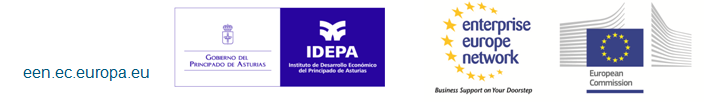 een.ec.europa.eu
GOBIERNO DEL
PRINCIPADO DE ASTURIAS
IDEPA
Instituto de Desarrollo Económico
del Principado de Asturias
enterprise
europe
network
Business Support on Your Doorstep
European
Commission